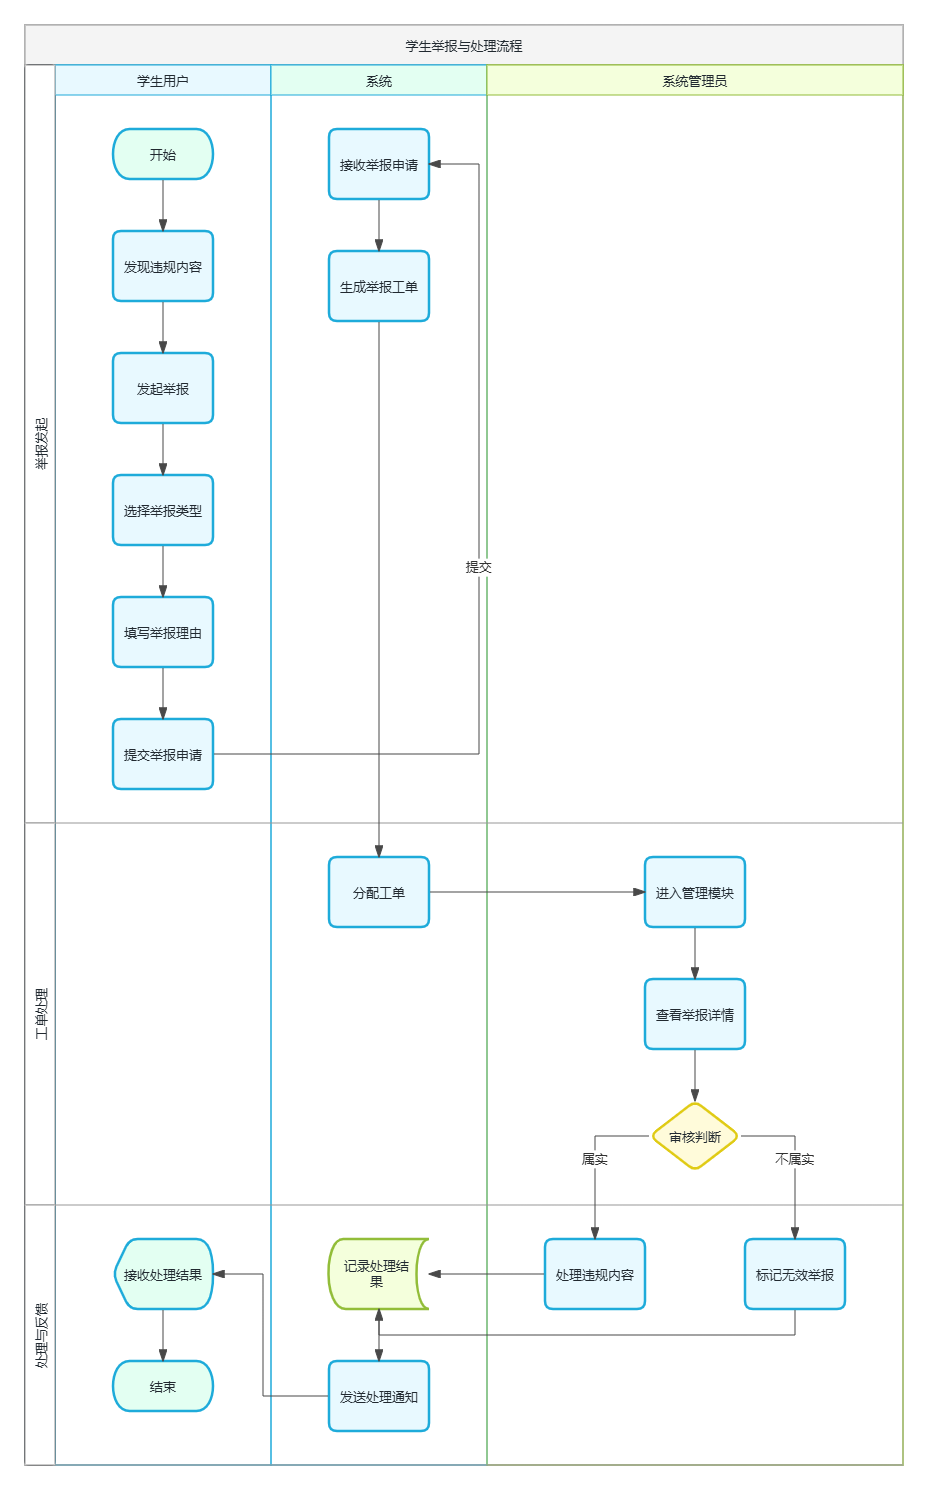 学生举报与处理流程
学生用户
系统
系统管理员
举报发起
开始
接收举报申请
发现违规内容
生成举报工单
发起举报
选择举报类型
提交
填写举报理由
提交举报申请
工单处理
分配工单
进入管理模块
查看举报详情
审核判断
属实
不属实
处理与反馈
接收处理结果
记录处理结
果
处理违规内容
标记无效举报
结束
发送处理通知